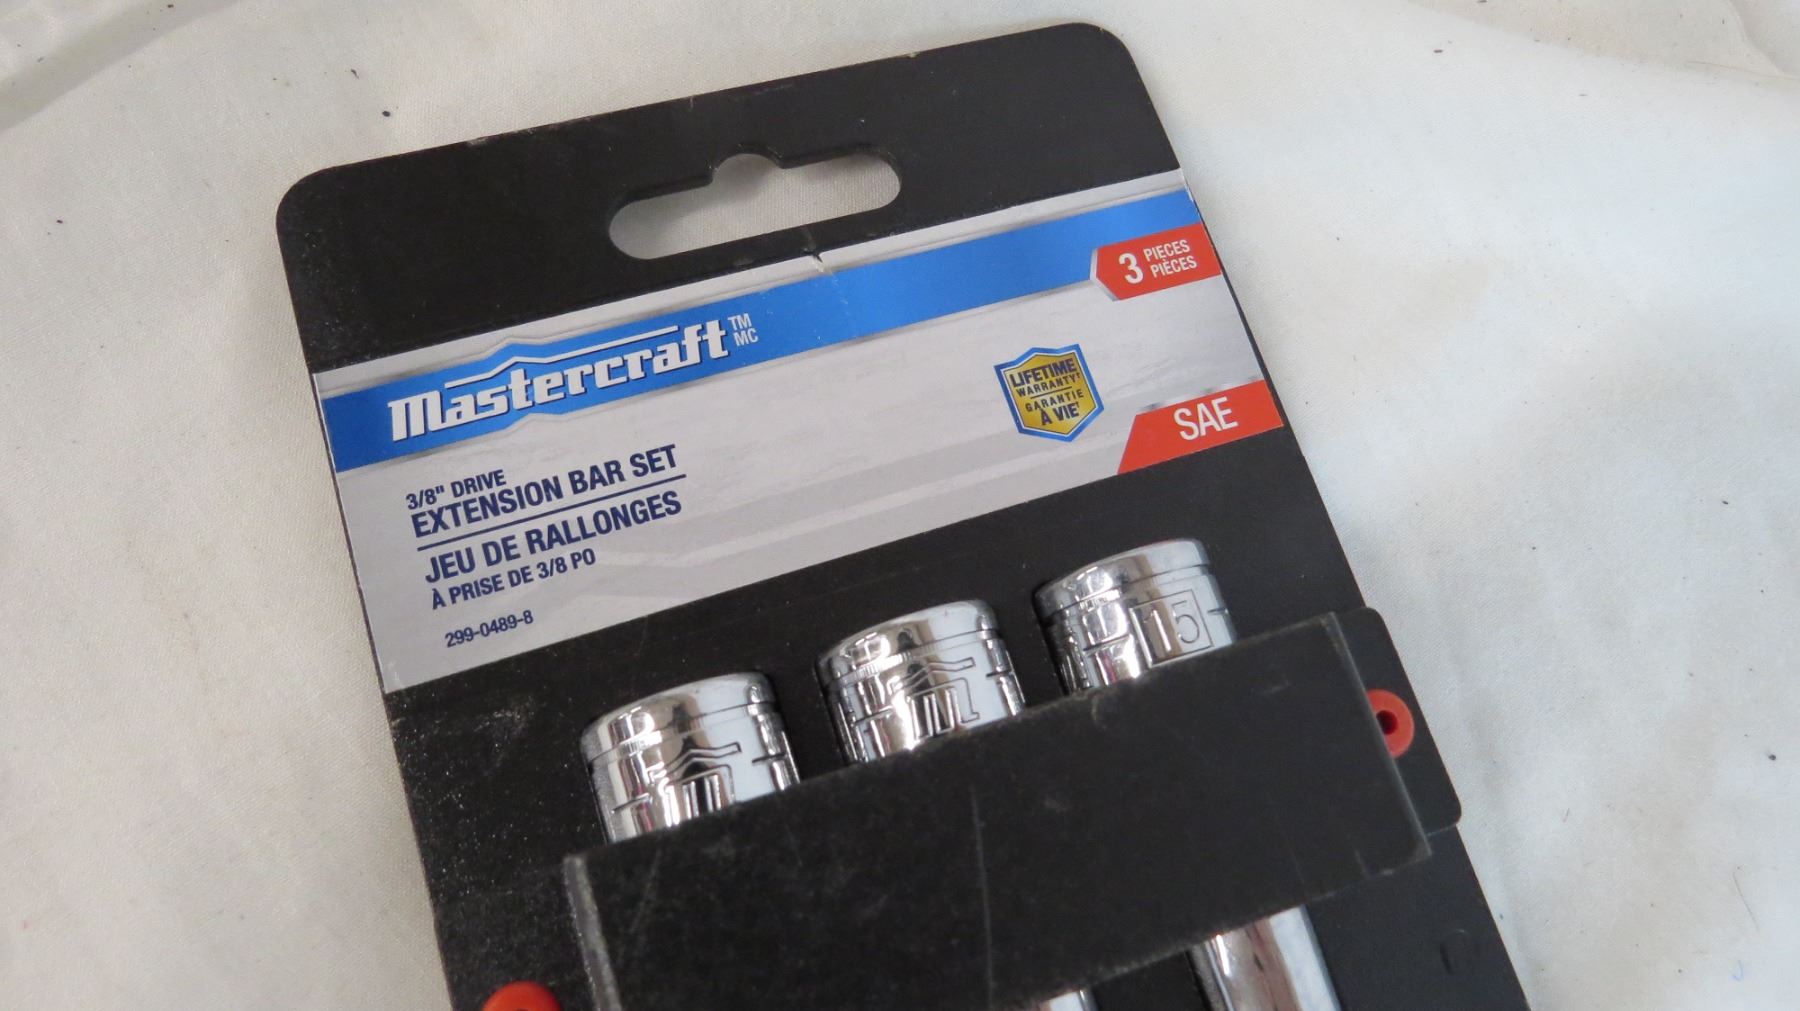 Mastercraft TM MC
3 PIECES
PIÈCES
LIFETIME
WARRANTY†
GARANTIE
À VIE†
SAE
3/8" DRIVE
EXTENSION BAR SET
JEU DE RALLONGES
À PRISE DE 3/8 PO
299-0489-8
15